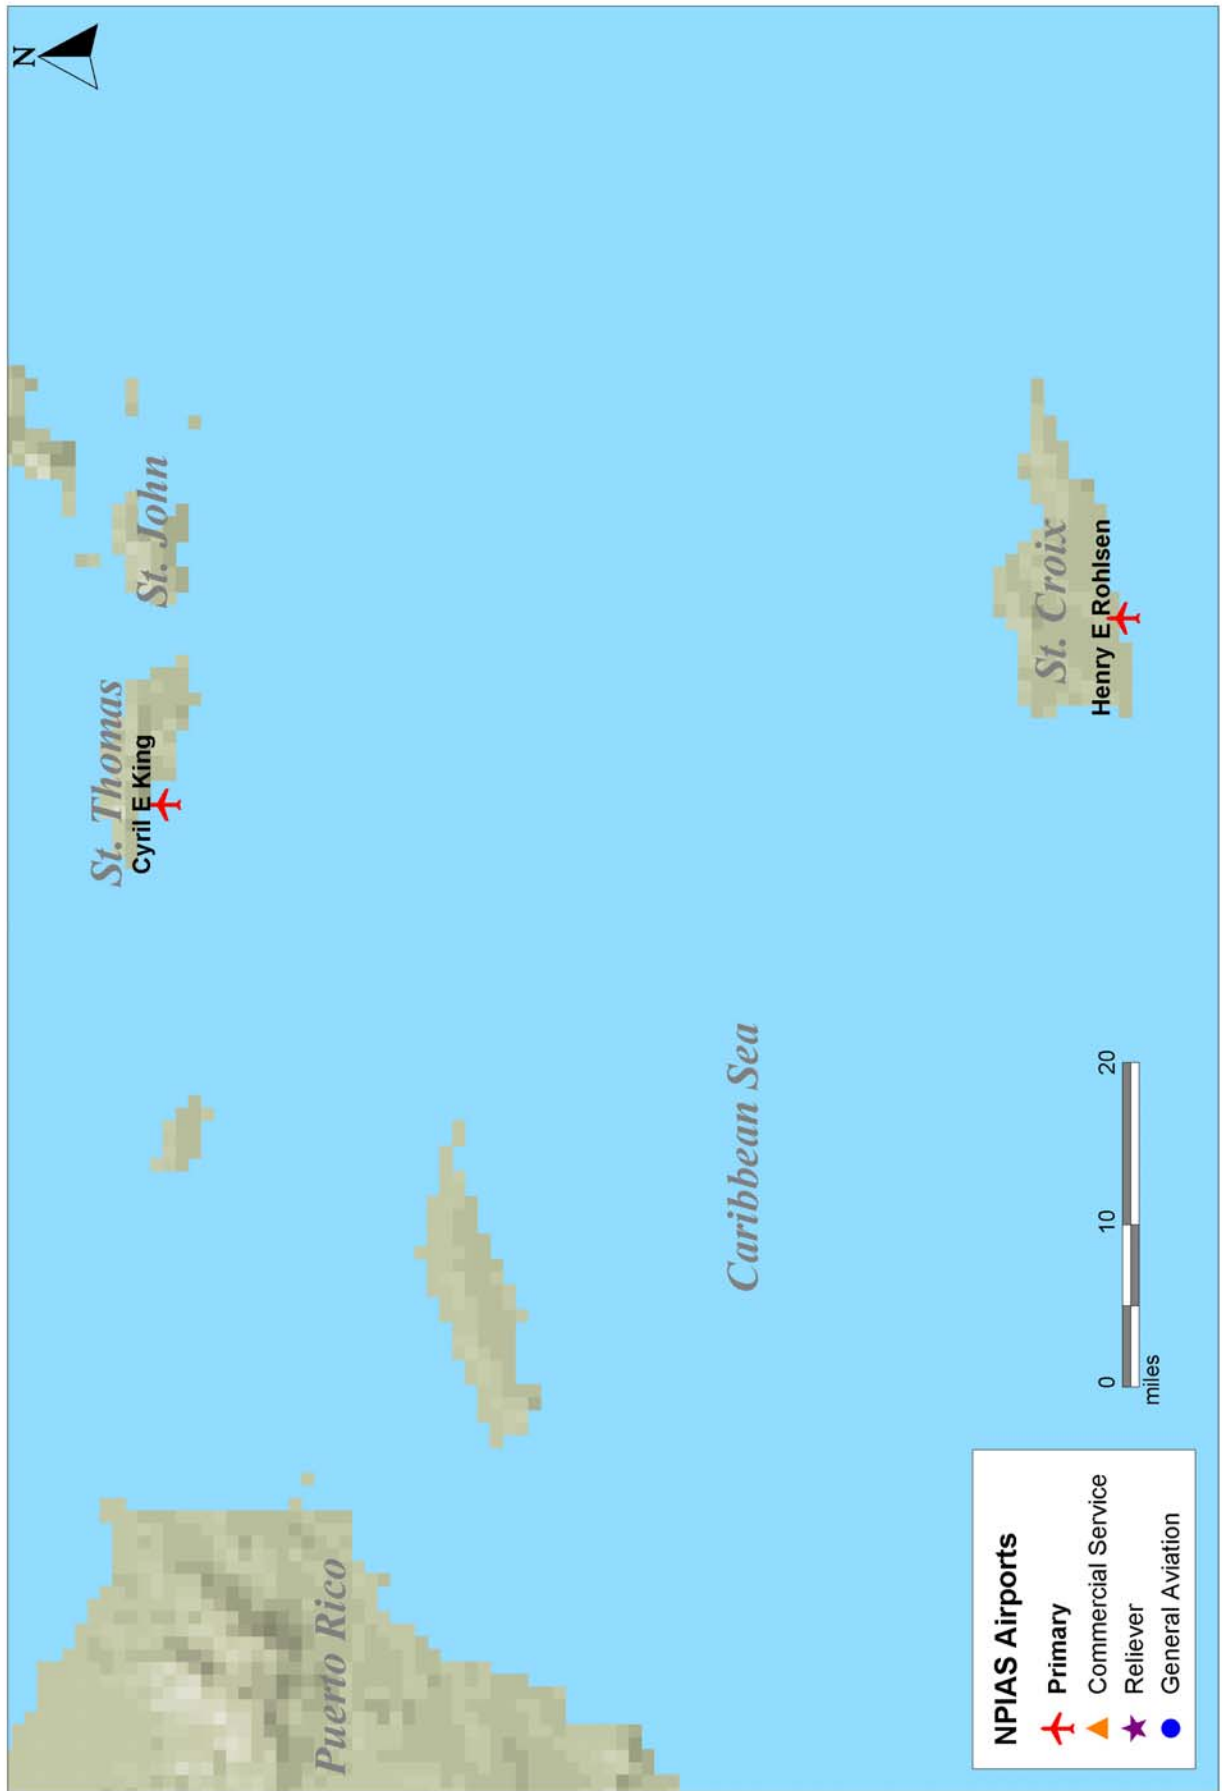 N
St. Thomas
Cyril E King
St. John
Puerto Rico
Caribbean Sea
St. Croix
Henry E Rohlsen
NPIAS Airports
Primary
Commercial Service
Reliever
General Aviation
0 10 20
miles